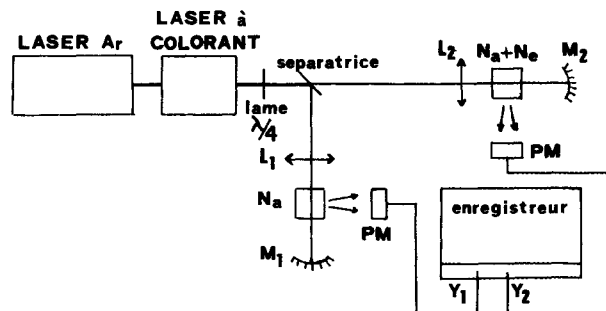 LASER Ar
LASER à
COLORANT
separatrice
lame
λ/4
L2
Na+Ne
M2
PM
L1
Na
PM
M1
enregistreur
Y1
Y2